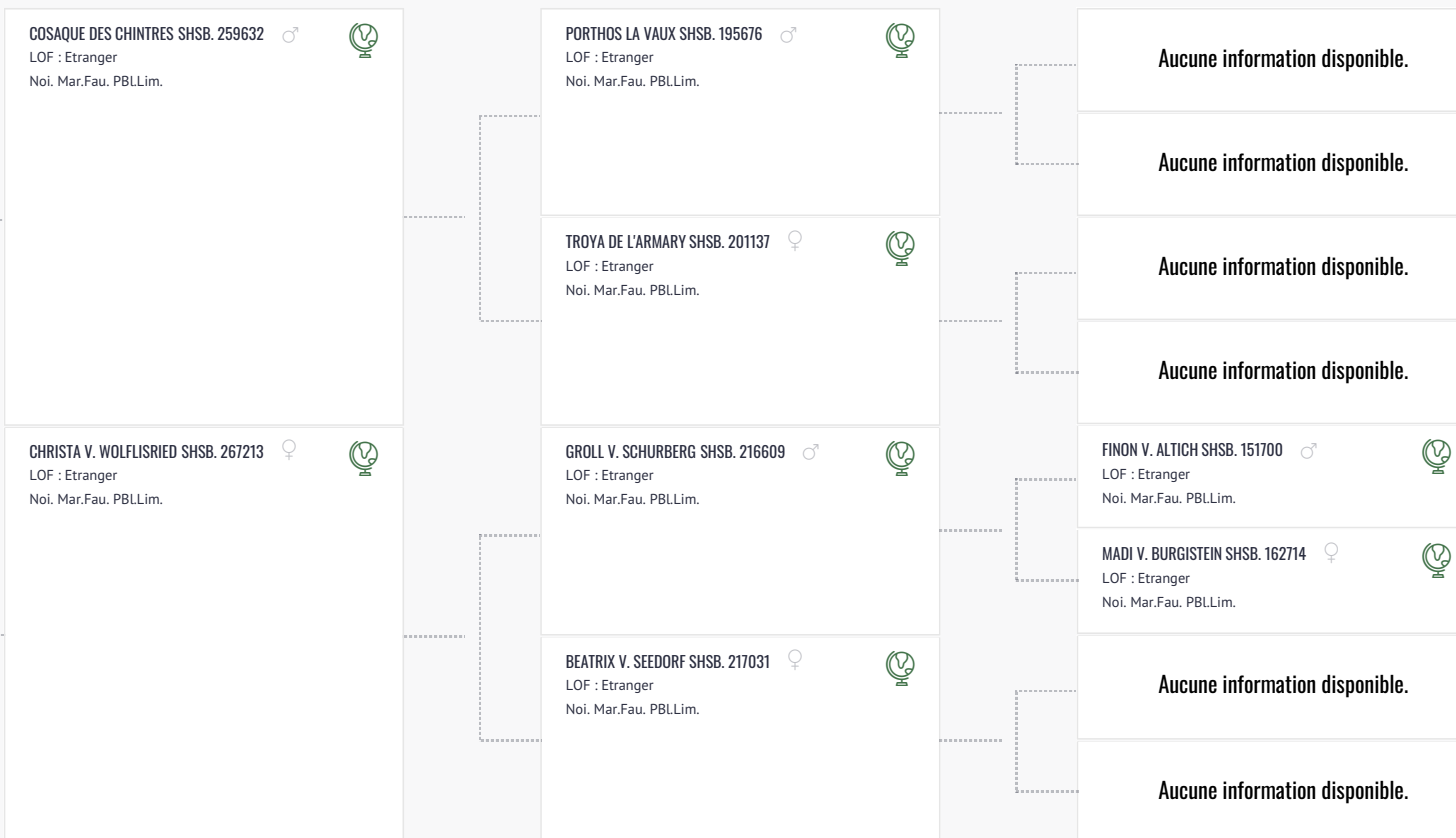 COSAQUE DES CHINTRES SHSB. 259632
LOF : Etranger
Noi. Mar.Fau. PBl.Lim.
CHRISTA V. WOLFLISRIED SHSB. 267213
LOF : Etranger
Noi. Mar.Fau. PBl.Lim.
PORTHOS LA VAUX SHSB. 195676
LOF : Etranger
Noi. Mar.Fau. PBl.Lim.
TROYA DE L'ARMARY SHSB. 201137
LOF : Etranger
Noi. Mar.Fau. PBl.Lim.
GROLL V. SCHURBERG SHSB. 216609
LOF : Etranger
Noi. Mar.Fau. PBl.Lim.
BEATRIX V. SEEDORF SHSB. 217031
LOF : Etranger
Noi. Mar.Fau. PBl.Lim.
Aucune information disponible.
Aucune information disponible.
Aucune information disponible.
Aucune information disponible.
FINON V. ALTICH SHSB. 151700
LOF : Etranger
Noi. Mar.Fau. PBl.Lim.
MADI V. BURGISTEIN SHSB. 162714
LOF : Etranger
Noi. Mar.Fau. PBl.Lim.
Aucune information disponible.
Aucune information disponible.